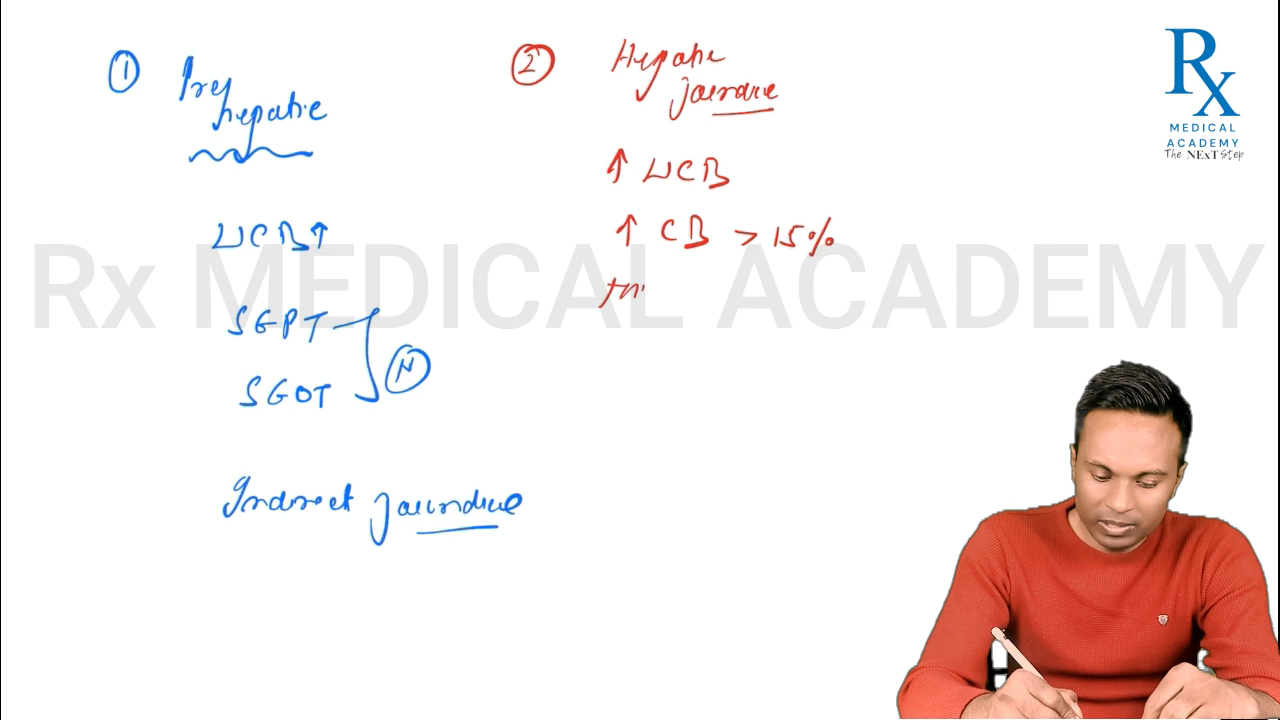 1
Pre
hepatic
UCB↑
SGPT
SGOT
N
Indirect jaundice
2
Hepatic
jaundice
↑ UCB
↑ CB > 15%
Rx MEDICAL ACADEMY
Rx
MEDICAL
ACADEMY
The NExT Step